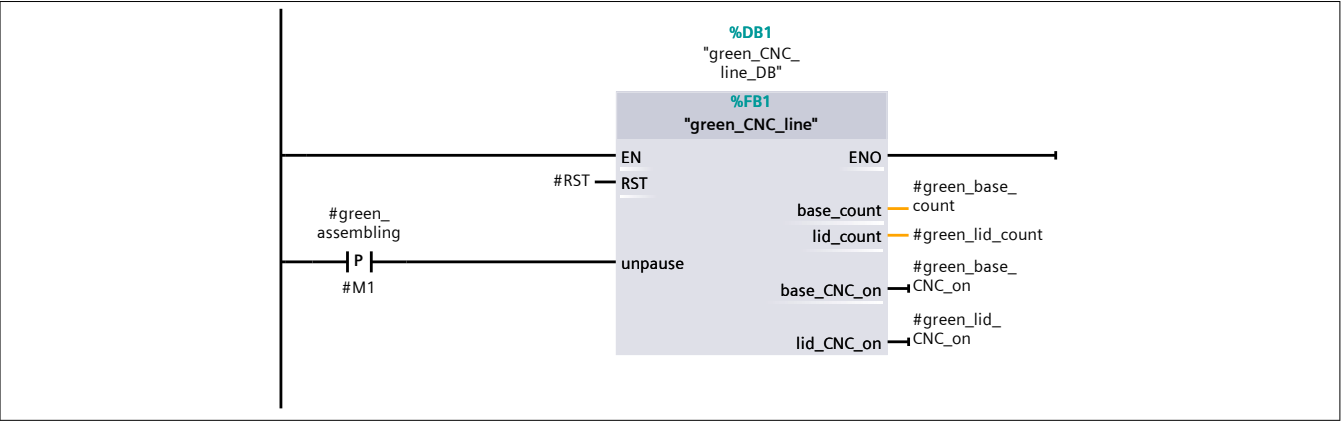 %DB1
"green_CNC_
line_DB"
%FB1
"green_CNC_line"
EN
ENO
#RST
RST
#green_base_
count
base_count
#green_
assembling
lid_count
#green_lid_count
P
unpause
#green_base_
CNC_on
#M1
base_CNC_on
#green_lid_
CNC_on
lid_CNC_on